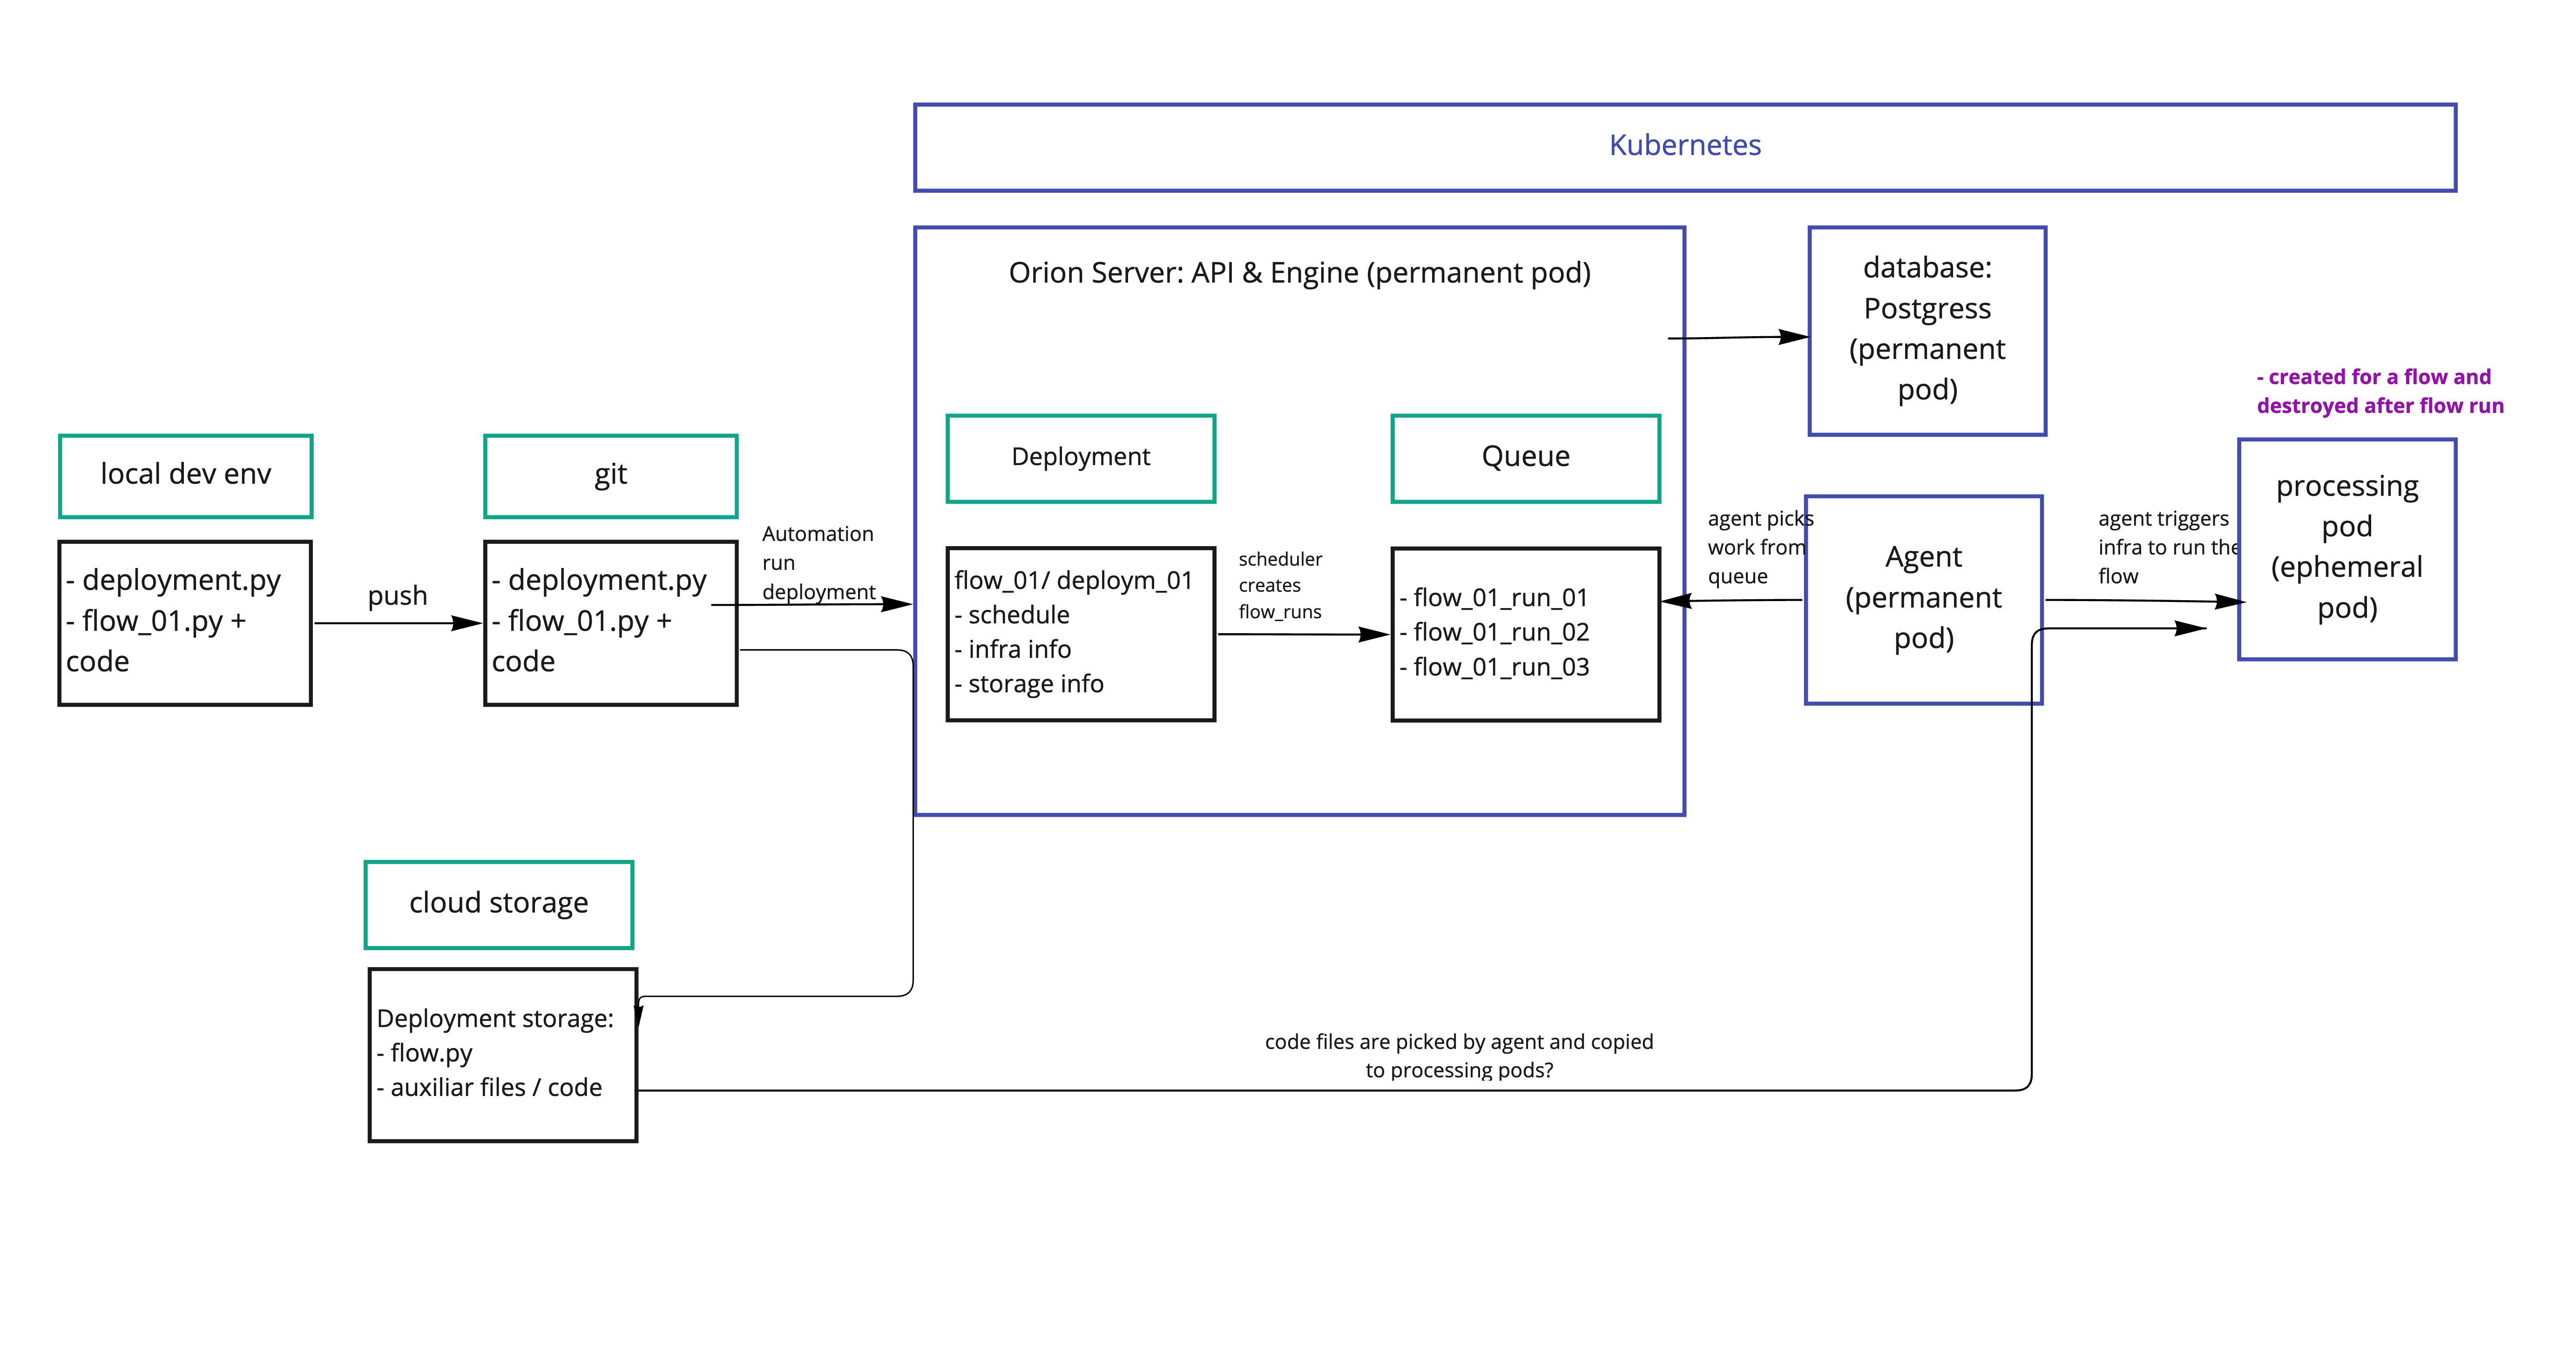 Kubernetes
Orion Server: API & Engine (permanent pod)
database:
Postgress
(permanent
pod)
- created for a flow and
destroyed after flow run
local dev env
git
Deployment
Queue
processing
pod
(ephemeral
pod)
- deployment.py
- flow_01.py +
code
push
- deployment.py
- flow_01.py +
code
Automation
run
deployment
flow_01/ deploym_01
- schedule
- infra info
- storage info
scheduler
creates
flow_runs
- flow_01_run_01
- flow_01_run_02
- flow_01_run_03
agent picks
work from
queue
Agent
(permanent
pod)
agent triggers
infra to run the
flow
cloud storage
Deployment storage:
- flow.py
- auxiliar files / code
code files are picked by agent and copied
to processing pods?